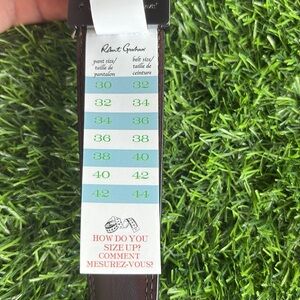 Robert Graham
pant size/ belt size/
taille de taille de
pantalon ceinture
30 32
32 34
34 36
36 38
38 40
40 42
42 44
HOW DO YOU
SIZE UP?
COMMENT
MESUREZ-VOUS?